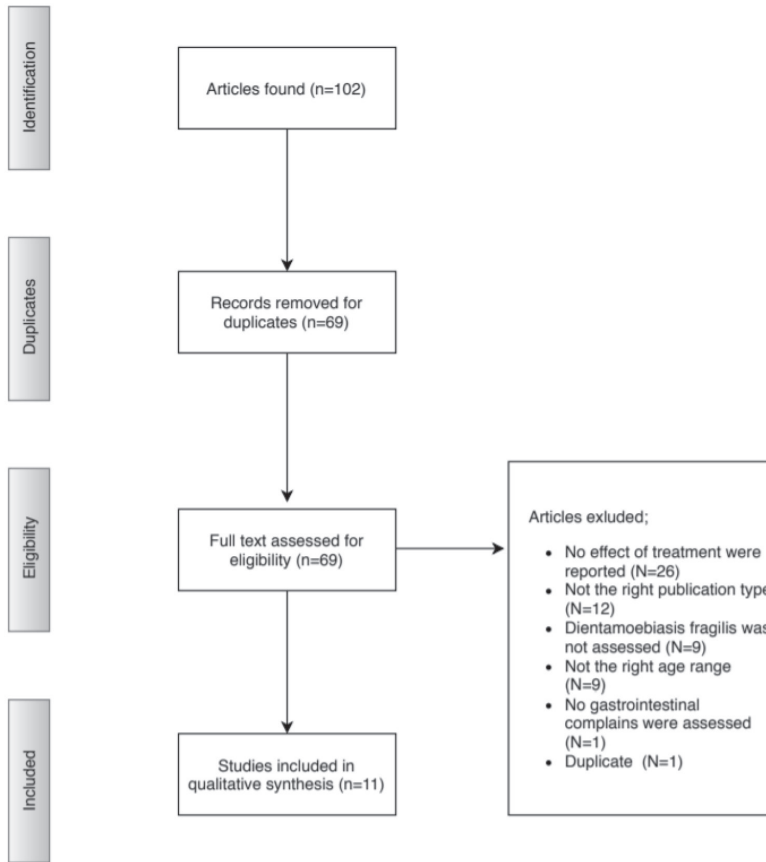 Identification
Articles found (n=102)
Duplicates
Records removed for
duplicates (n=69)
Eligibility
Full text assessed for
eligibility (n=69)
Articles exluded;
• No effect of treatment were
reported (N=26)
• Not the right publication type
(N=12)
• Dientamoebiasis fragilis was
not assessed (N=9)
• Not the right age range
(N=9)
• No gastrointestinal
complains were assessed
(N=1)
• Duplicate (N=1)
Included
Studies included in
qualitative synthesis (n=11)